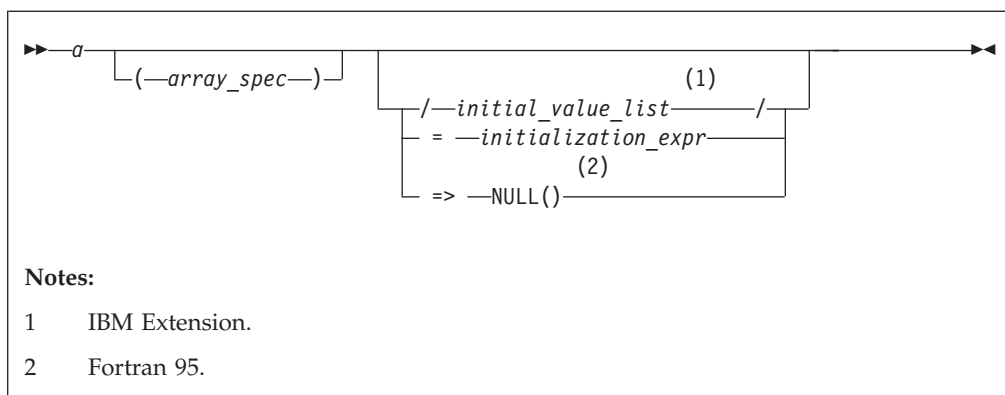 a
(array_spec)
(1)
/initial_value_list/
= initialization_expr
(2)
=> NULL()
Notes:
1 IBM Extension.
2 Fortran 95.